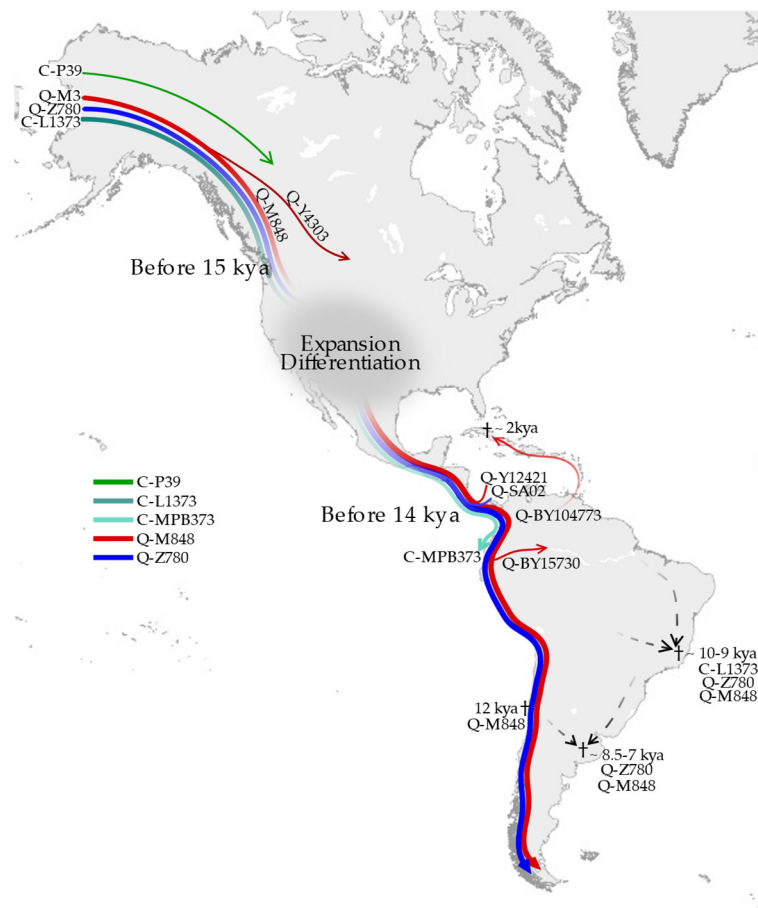 C-P39
Q-M3
Q-Z780
C-L1373
Q-M848
Q-Y4303
Before 15 kya
Expansion
Differentiation
† ~ 2kya
C-P39
C-L1373
C-MPB373
Q-M848
Q-Z780
Q-Y12421
Q-SA02
Before 14 kya
Q-BY104773
C-MPB373
Q-BY15730
† ~ 10-9 kya
C-L1373
Q-Z780
Q-M848
12 kya †
Q-M848
† ~ 8.5-7 kya
Q-Z780
Q-M848